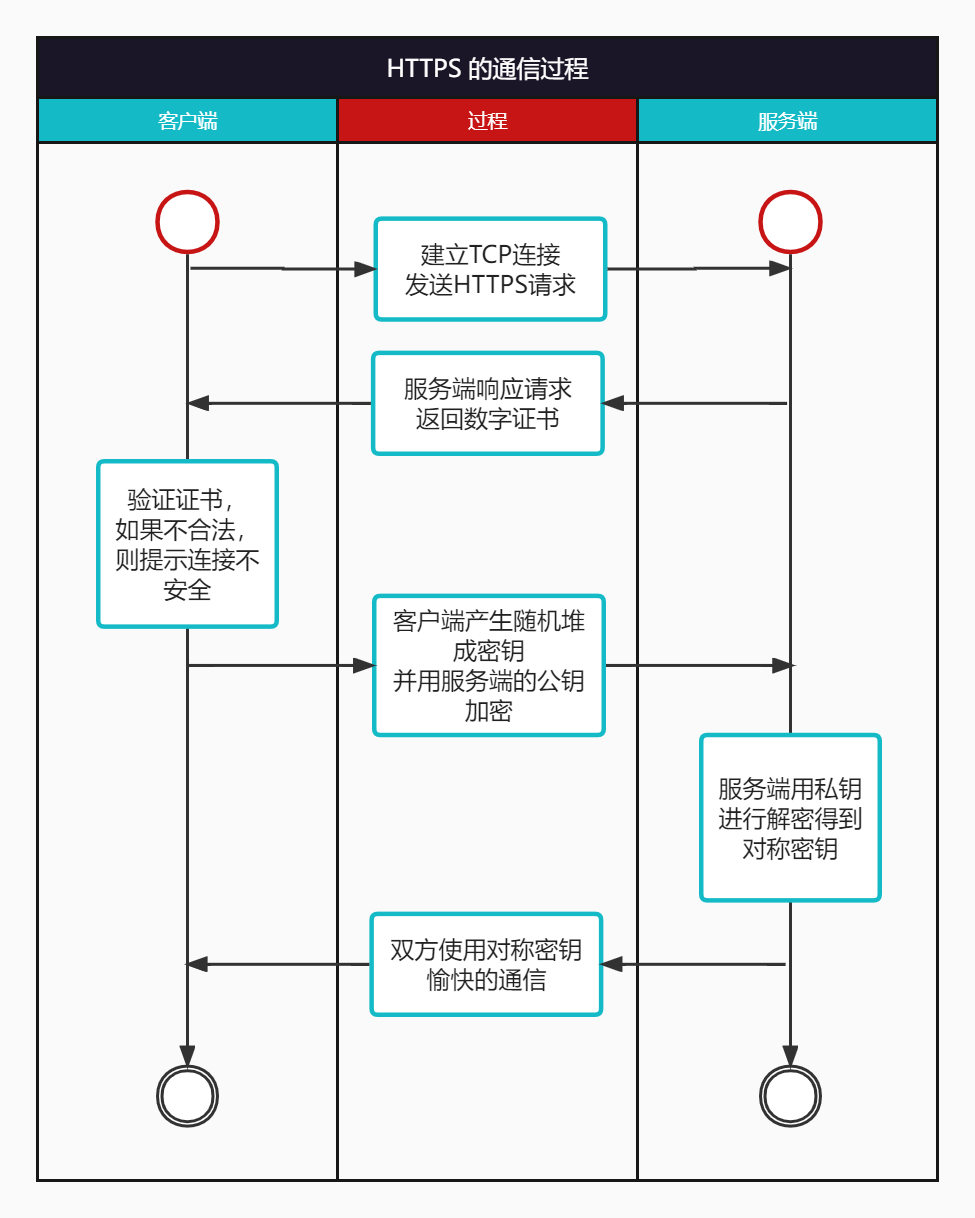 HTTPS 的通信过程
客户端
过程
服务端
建立TCP连接
发送HTTPS请求
服务端响应请求
返回数字证书
验证证书，
如果不合法，
则提示连接不
安全
客户端产生随机堆
成密钥
并用服务端的公钥
加密
服务端用私钥
进行解密得到
对称密钥
双方使用对称密钥
愉快的通信